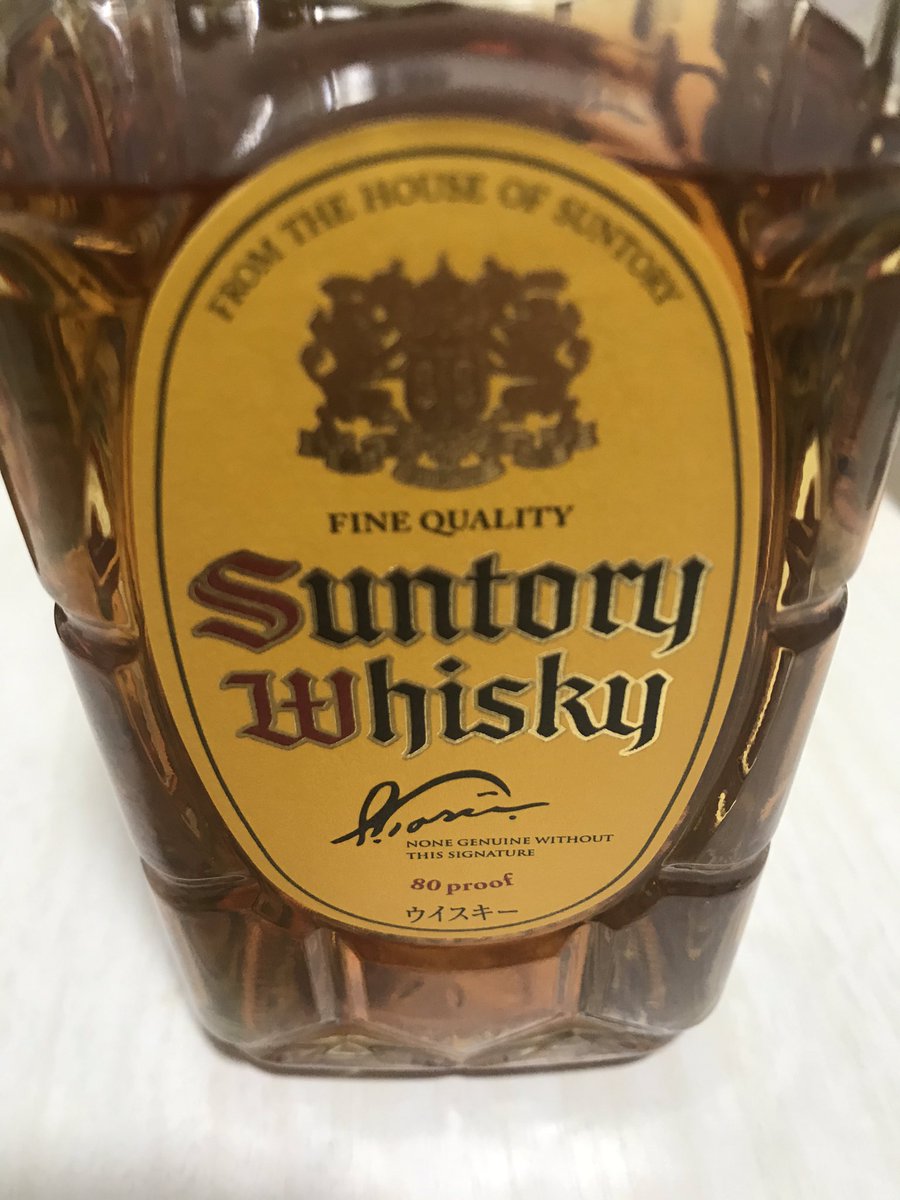 FROM THE HOUSE OF SUNTORY
FINE QUALITY
Suntory
Whisky
NONE GENUINE WITHOUT
THIS SIGNATURE
80 proof
ウイスキー